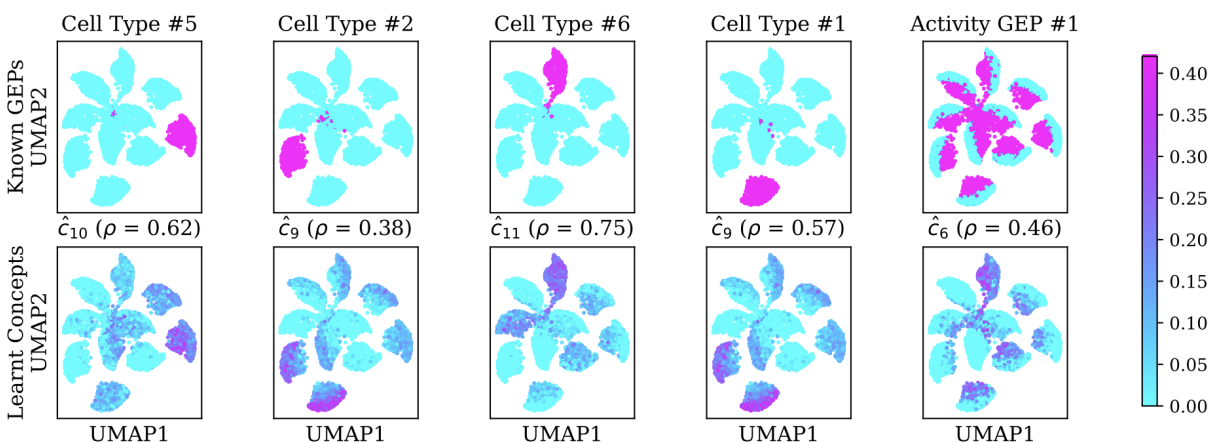 Cell Type #5 Cell Type #2 Cell Type #6 Cell Type #1 Activity GEP #1
Known GEPs
UMAP2
0.40
0.35
0.30
0.25
0.20
0.15
0.10
0.05
0.00
ĉ₁₀ (ρ = 0.62) ĉ₉ (ρ = 0.38) ĉ₁₁ (ρ = 0.75) ĉ₉ (ρ = 0.57) ĉ₆ (ρ = 0.46)
Learnt Concepts
UMAP2
UMAP1 UMAP1 UMAP1 UMAP1 UMAP1